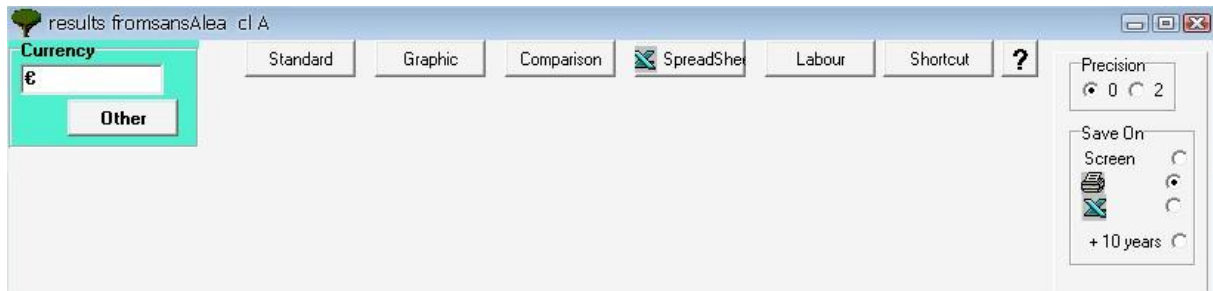 results fromsansAlea cl A
Currency
€
Other
Standard
Graphic
Comparison
SpreadShe
Labour
Shortcut
?
Precision
0 2
Save On
Screen
+ 10 years